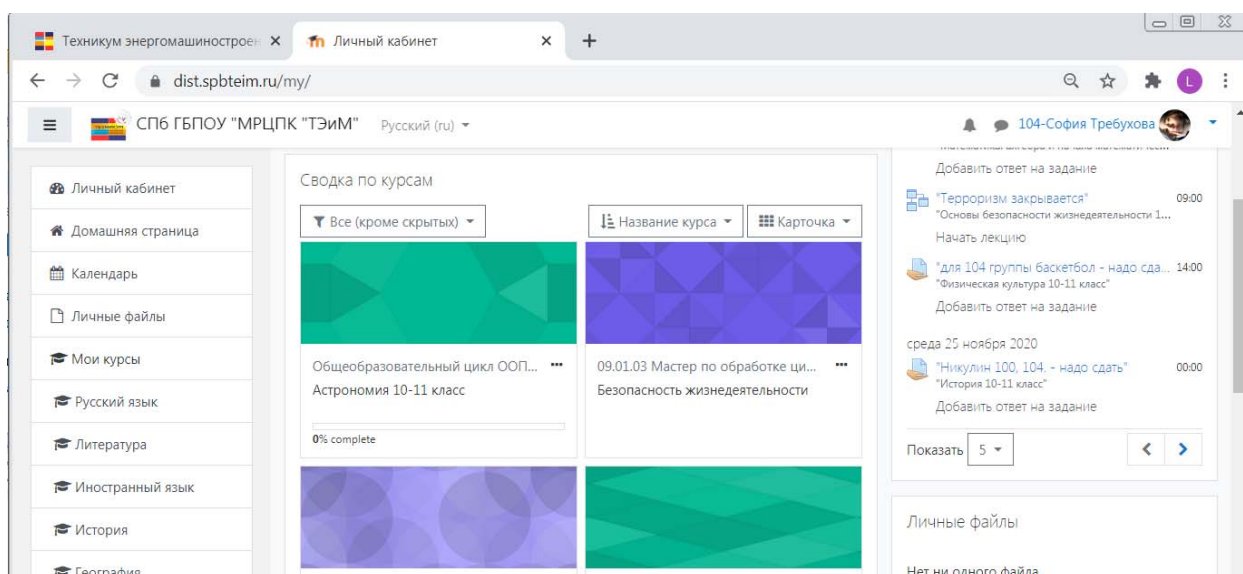 Техникум энергомашиностроен
Личный кабинет
dist.spbteim.ru/my/
L
СПб ГБПОУ "МРЦПК "ТЭиМ"
Русский (ru)
104-София Требухова
Личный кабинет
Домашняя страница
Календарь
Личные файлы
Мои курсы
Русский язык
Литература
Иностранный язык
История
География
Сводка по курсам
Все (кроме скрытых)
Название курса
Карточка
Общеобразовательный цикл ООП... ...
Астрономия 10-11 класс
0% complete
09.01.03 Мастер по обработке ци... ...
Безопасность жизнедеятельности
Добавить ответ на задание
"Терроризм закрывается" 09:00
"Основы безопасности жизнедеятельности 1...
Начать лекцию
"для 104 группы баскетбол - надо сда... 14:00
"Физическая культура 10-11 класс"
Добавить ответ на задание
среда 25 ноября 2020
"Никулин 100, 104. - надо сдать" 00:00
"История 10-11 класс"
Добавить ответ на задание
Показать 5
Личные файлы
Нет ни одного файла